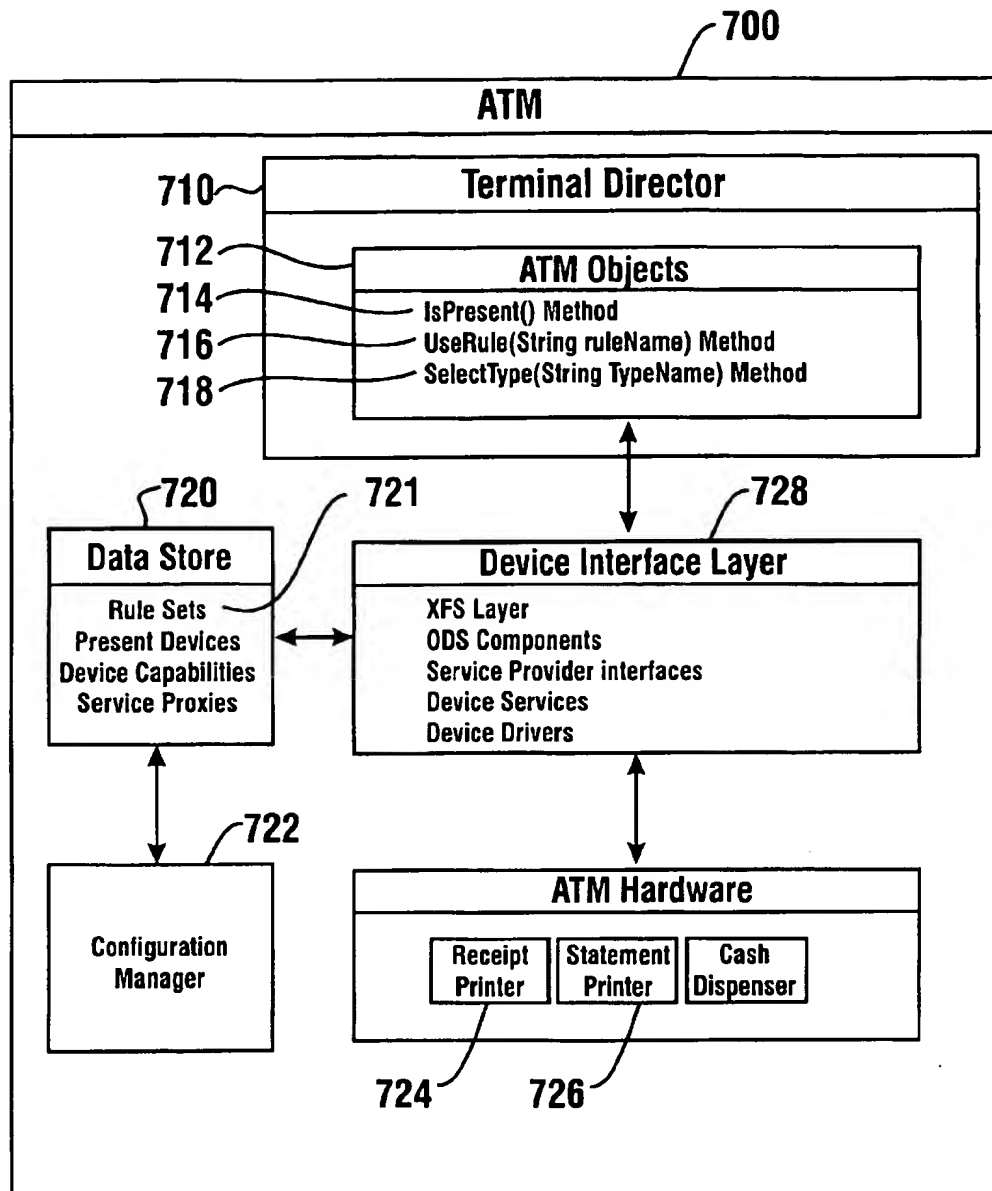 700
ATM
710
Terminal Director
712
ATM Objects
714
IsPresent() Method
716
UseRule(String ruleName) Method
718
SelectType(String TypeName) Method
720
721
728
Data Store
Rule Sets
Present Devices
Device Capabilities
Service Proxies
Device Interface Layer
XFS Layer
ODS Components
Service Provider interfaces
Device Services
Device Drivers
722
Configuration
Manager
ATM Hardware
Receipt
Printer
Statement
Printer
Cash
Dispenser
724
726